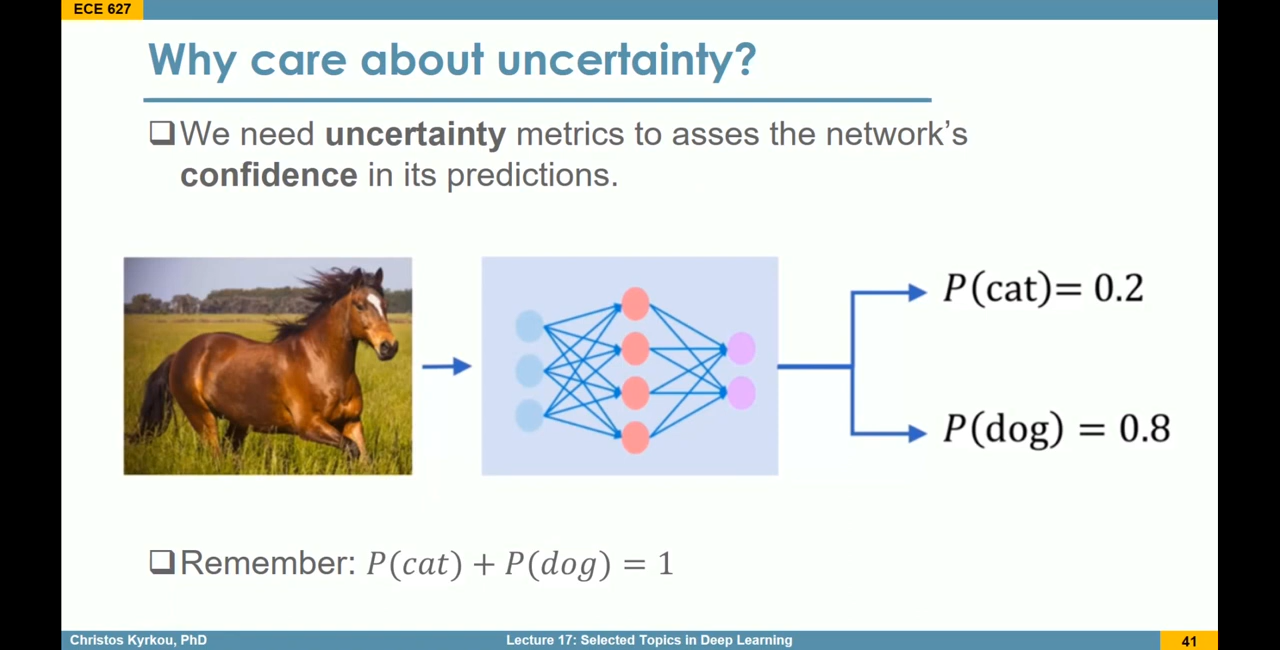 ECE 627
Why care about uncertainty?
❑We need uncertainty metrics to asses the network's
confidence in its predictions.
P(cat)= 0.2
P(dog) = 0.8
❑Remember: P(cat) + P(dog) = 1
Christos Kyrkou, PhD
Lecture 17: Selected Topics in Deep Learning
41